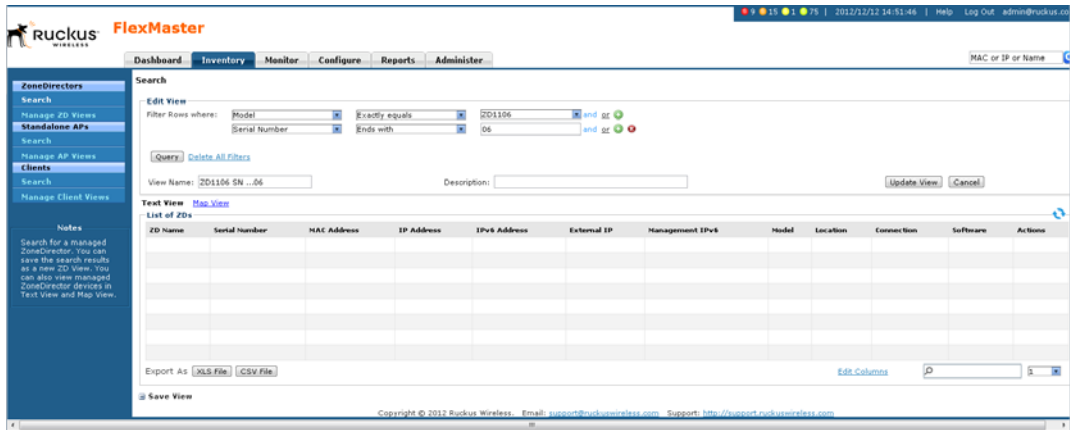 9 15 1 75 | 2012/12/12 14:51:46 | Help Log Out admin@ruckus.co
Ruckus WIRELESS FlexMaster
Dashboard Inventory Monitor Configure Reports Administer MAC or IP or Name
ZoneDirectors
Search
Manage ZD Views
Standalone APs
Search
Manage AP Views
Clients
Search
Manage Client Views
Notes
Search for a managed
ZoneDirector. You can
save the search results
as a new ZD View. You
can also view managed
ZoneDirector devices in
Text View and Map View.
Search
Edit View
Filter Rows where: Model Exactly equals ZD1106 and or
Serial Number Ends with 06 and or
Query Delete All Filters
View Name: ZD1106 SN ...06 Description: Update View Cancel
Text View Map View
List of ZDs
ZD Name Serial Number MAC Address IP Address IPv6 Address External IP Management IPv6 Model Location Connection Software Actions
Export As XLS File CSV File Edit Columns 1
Save View
Copyright © 2012 Ruckus Wireless. Email: support@ruckuswireless.com Support: http://support.ruckuswireless.com